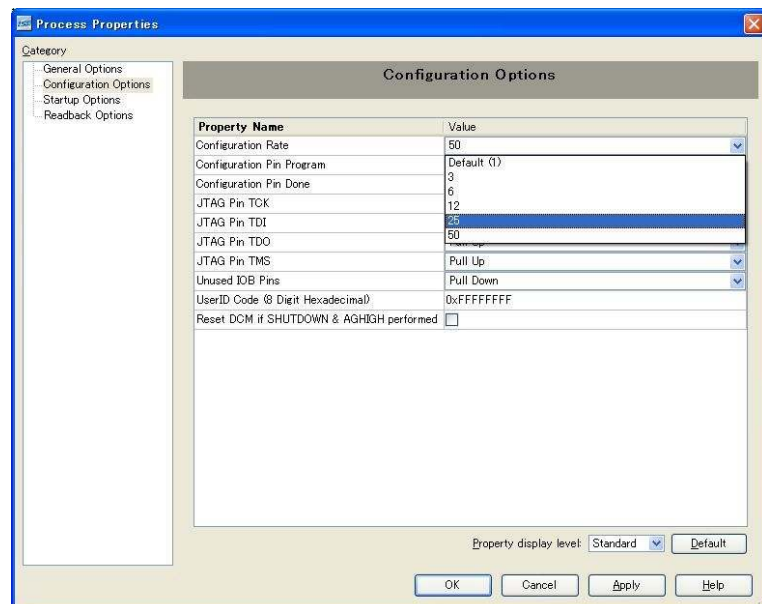 Process Properties
Category
General Options
Configuration Options
Startup Options
Readback Options
Configuration Options
Property Name Value
Configuration Rate 50
Configuration Pin Program
Configuration Pin Done
JTAG Pin TCK
JTAG Pin TDI
JTAG Pin TDO
Default (1)
3
6
12
25
50
JTAG Pin TMS Pull Up
Unused IOB Pins Pull Down
UserID Code (8 Digit Hexadecimal) 0xFFFFFFFF
Reset DCM if SHUTDOWN & AGHIGH performed
Property display level: Standard Default
OK Cancel Apply Help